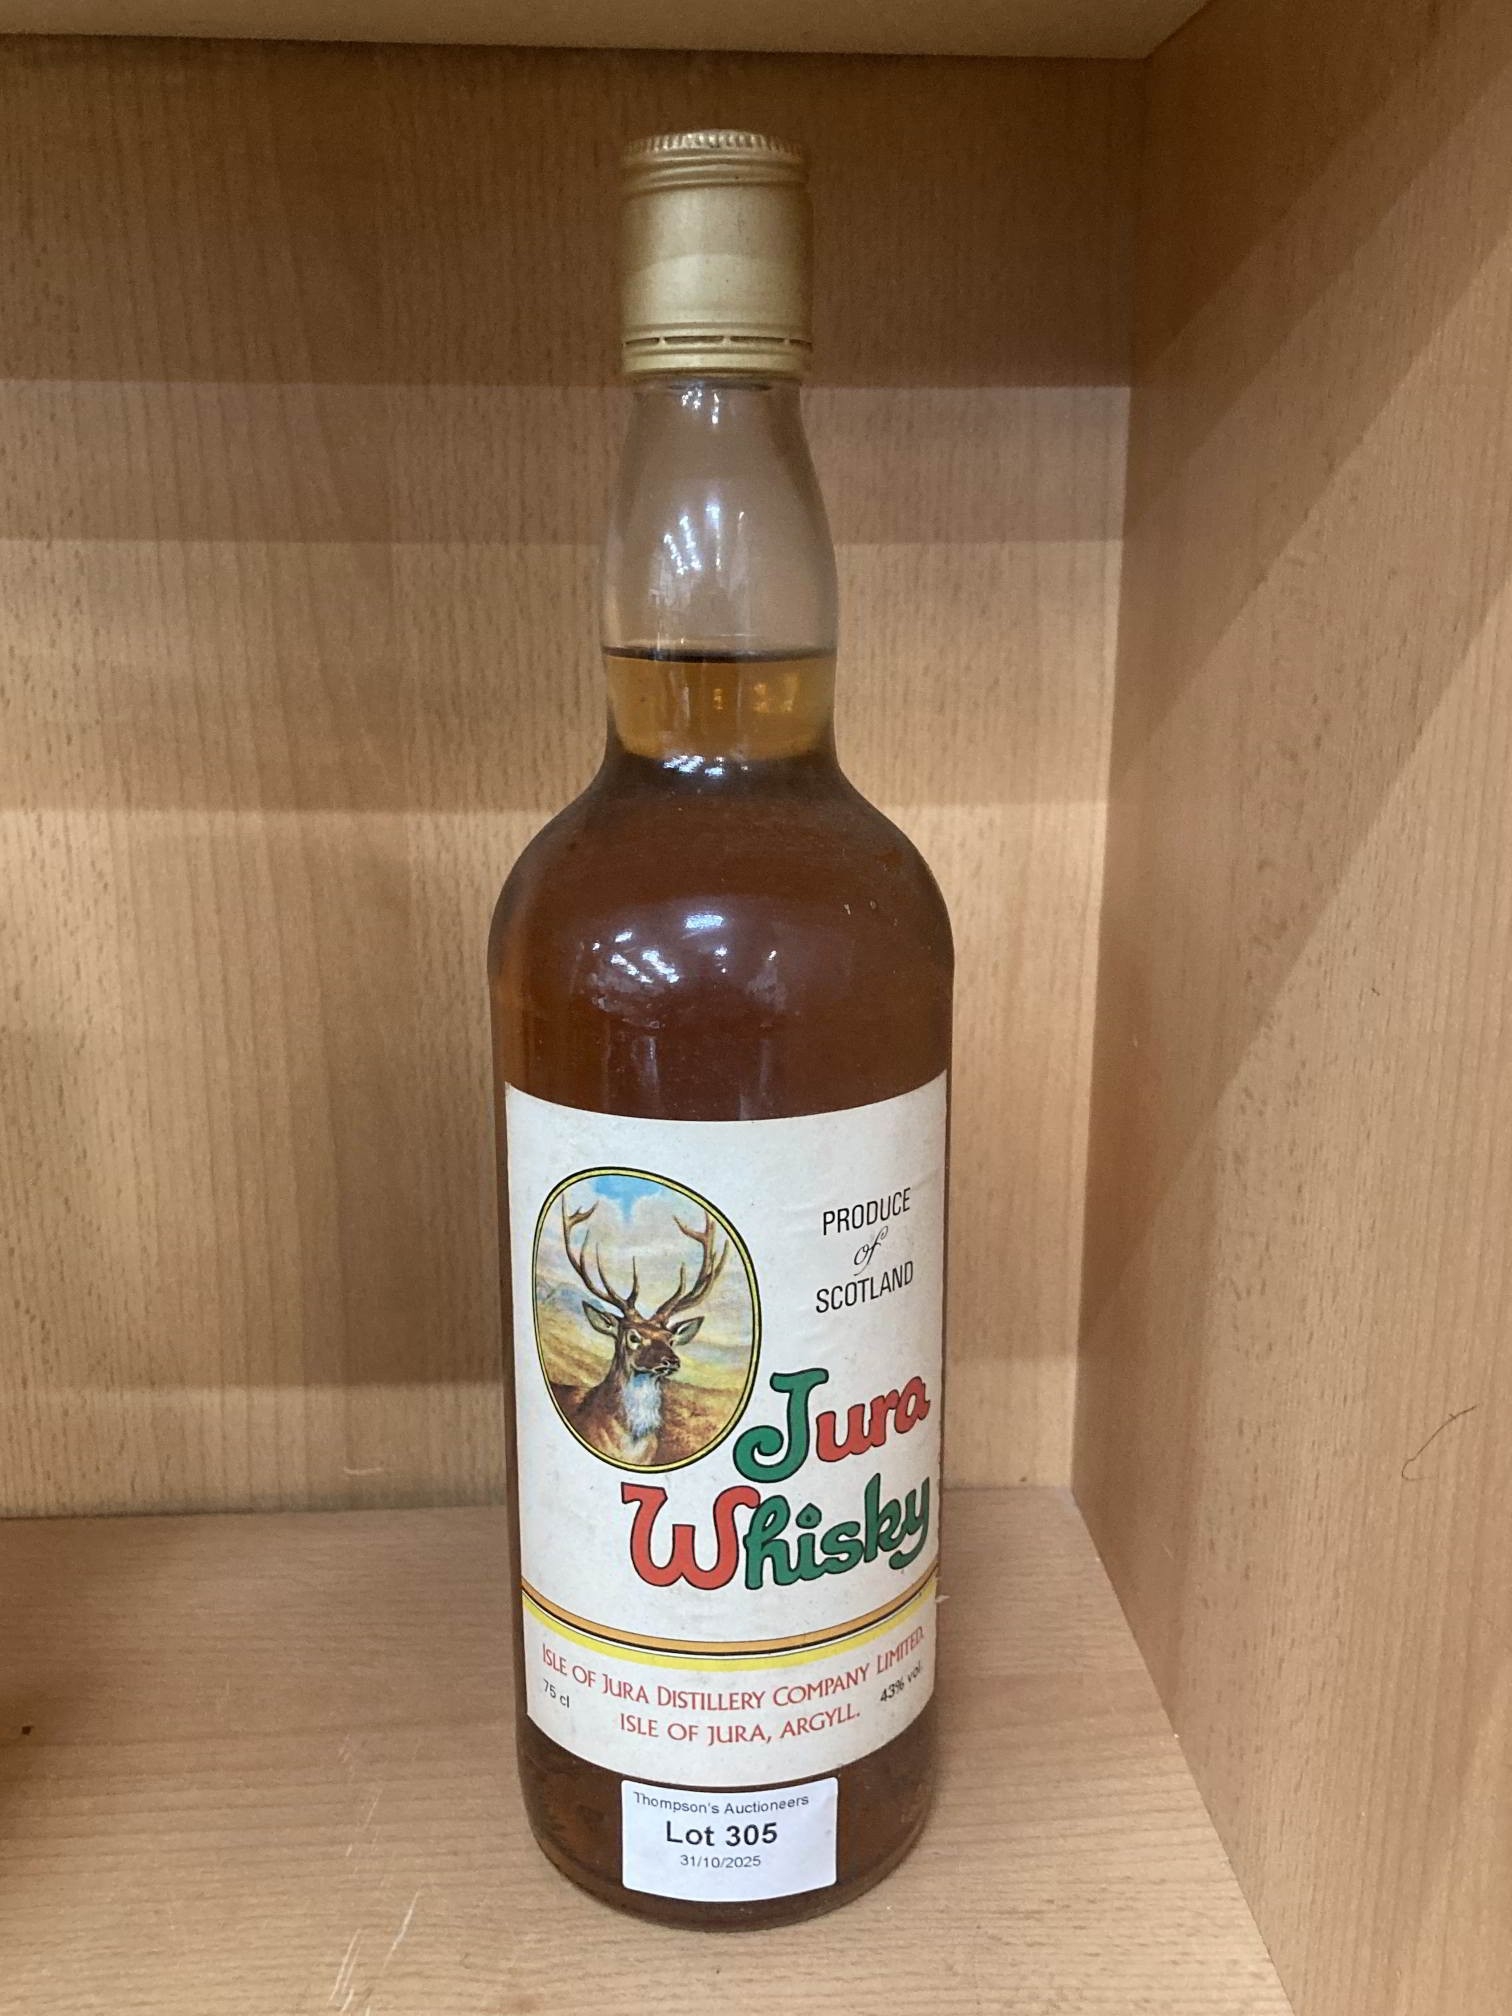 PRODUCE
of
SCOTLAND
Jura
Whisky
ISLE OF JURA DISTILLERY COMPANY LIMITED.
75 cl
43% vol.
ISLE OF JURA, ARGYLL.
Thompson's Auctioneers
Lot 305
31/10/2025